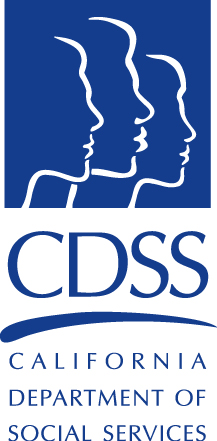 CDSS
CALIFORNIA
DEPARTMENT OF
SOCIAL SERVICES